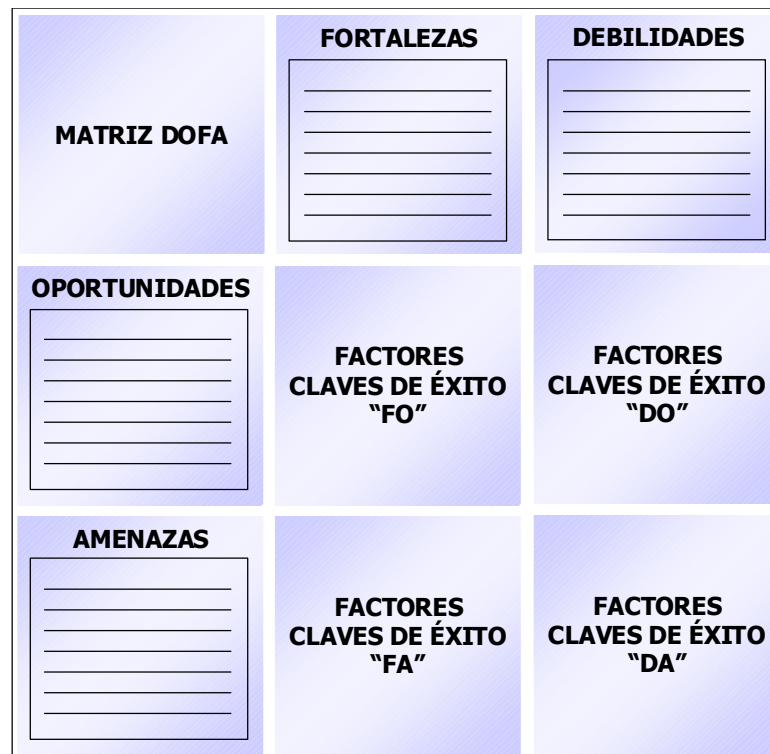 MATRIZ DOFA
FORTALEZAS
DEBILIDADES
OPORTUNIDADES
FACTORES
CLAVES DE ÉXITO
“FO”
FACTORES
CLAVES DE ÉXITO
“DO”
AMENAZAS
FACTORES
CLAVES DE ÉXITO
“FA”
FACTORES
CLAVES DE ÉXITO
“DA”